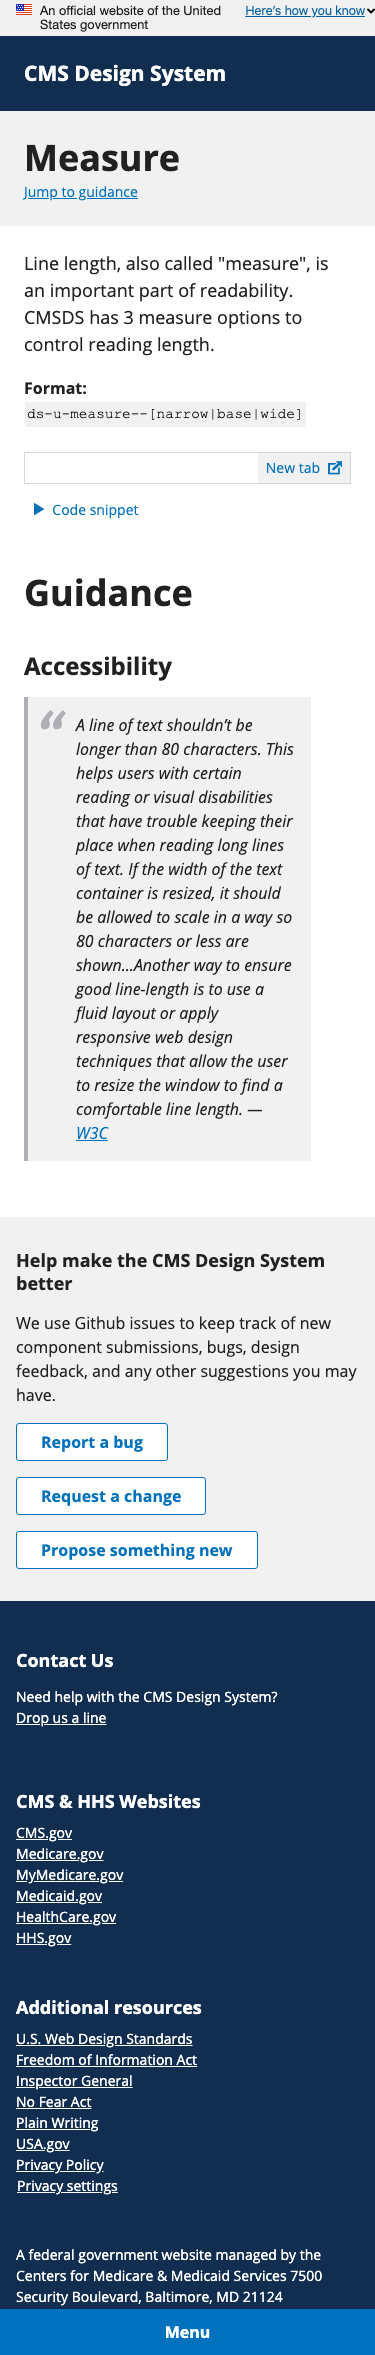 An official website of the United States government
Here's how you know
CMS Design System
Measure
Jump to guidance
Line length, also called "measure", is
an important part of readability.
CMSDS has 3 measure options to
control reading length.
Format:
ds-u-measure--[narrow|base|wide]
New tab
Code snippet
Guidance
Accessibility
A line of text shouldn’t be
longer than 80 characters. This
helps users with certain
reading or visual disabilities
that have trouble keeping their
place when reading long lines
of text. If the width of the text
container is resized, it should
be allowed to scale in a way so
80 characters or less are
shown...Another way to ensure
good line-length is to use a
fluid layout or apply
responsive web design
techniques that allow the user
to resize the window to find a
comfortable line length. —
W3C
Help make the CMS Design System
better
We use Github issues to keep track of new
component submissions, bugs, design
feedback, and any other suggestions you may
have.
Report a bug
Request a change
Propose something new
Contact Us
Need help with the CMS Design System?
Drop us a line
CMS & HHS Websites
CMS.gov
Medicare.gov
MyMedicare.gov
Medicaid.gov
HealthCare.gov
HHS.gov
Additional resources
U.S. Web Design Standards
Freedom of Information Act
Inspector General
No Fear Act
Plain Writing
USA.gov
Privacy Policy
Privacy settings
A federal government website managed by the
Centers for Medicare & Medicaid Services 7500
Security Boulevard, Baltimore, MD 21124
Menu